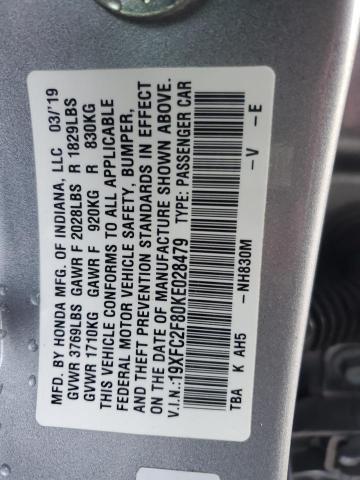 MFD. BY HONDA MFG. OF INDIANA, LLC 03/'19
GVWR 3769LBS GAWR F 2028LBS R 1829LBS
GVWR 1710KG GAWR F 920KG R 830KG
THIS VEHICLE CONFORMS TO ALL APPLICABLE
FEDERAL MOTOR VEHICLE SAFETY, BUMPER,
AND THEFT PREVENTION STANDARDS IN EFFECT
ON THE DATE OF MANUFACTURE SHOWN ABOVE.
V.I.N.:19XFC2F80KE028479 TYPE: PASSENGER CAR
TBA K AH5 -NH830M -V -E